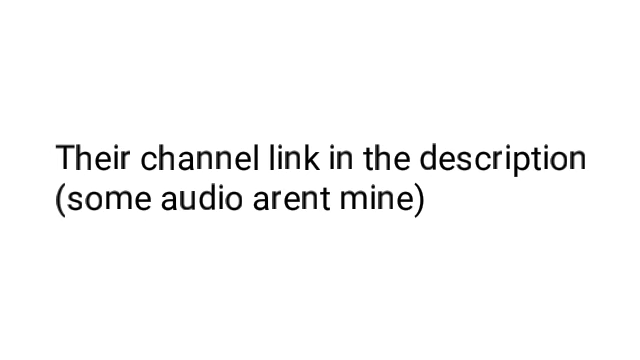 Their channel link in the description
(some audio arent mine)